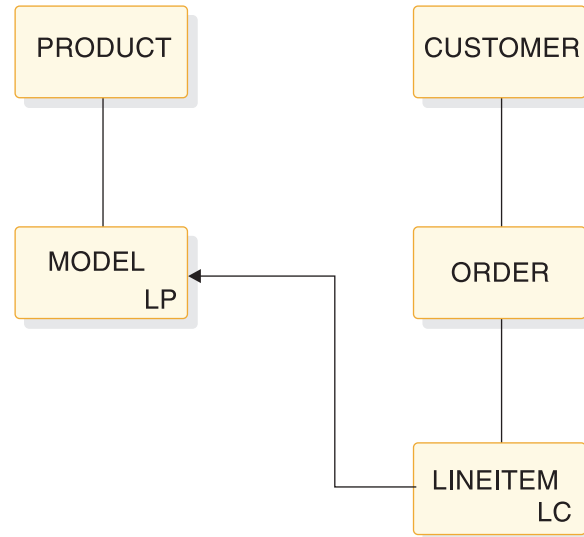 PRODUCT
CUSTOMER
MODEL
LP
ORDER
LINEITEM
LC